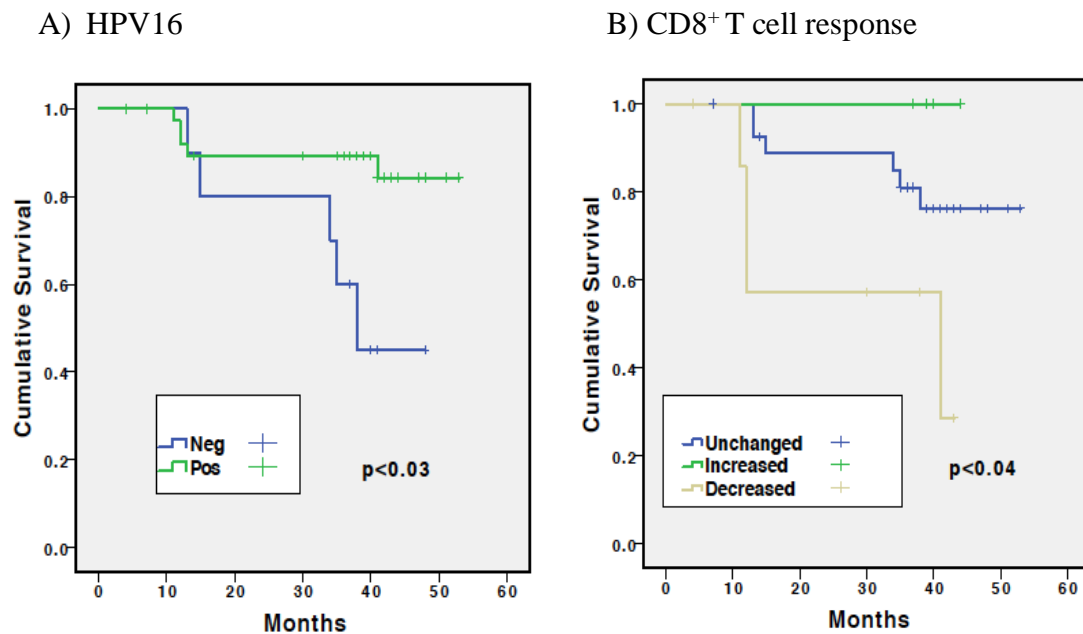 A) HPV16
1.0
0.8
0.6
0.4
0.2
0.0
Cumulative Survival
Neg
Pos
p<0.03
0 10 20 30 40 50 60
Months
B) CD8+ T cell response
1.0
0.8
0.6
0.4
0.2
0.0
Cumulative Survival
Unchanged
Increased
Decreased
p<0.04
0 10 20 30 40 50 60
Months